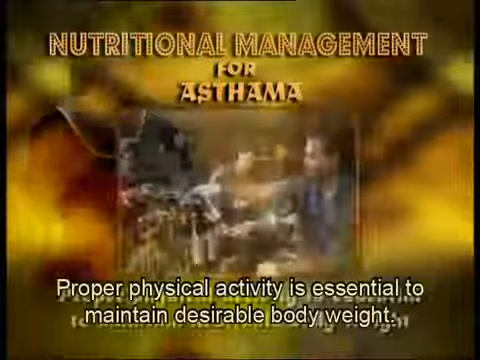 NUTRITIONAL MANAGEMENT
FOR
ASTHAMA
Proper physical activity is essential to
maintain desirable body weight.